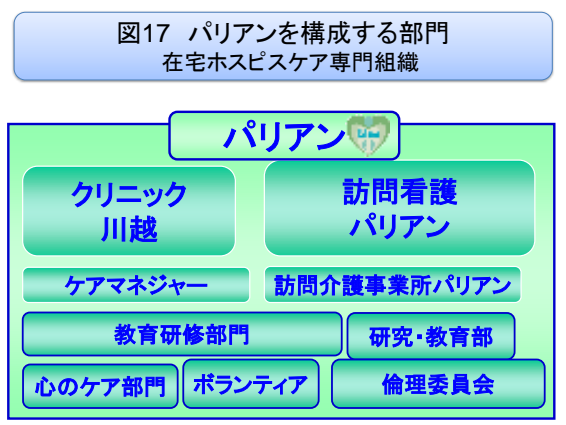 図17　パリアンを構成する部門
在宅ホスピスケア専門組織
パリアン
クリニック
川越
訪問看護
パリアン
ケアマネジャー
訪問介護事業所パリアン
教育研修部門
研究・教育部
心のケア部門
ボランティア
倫理委員会